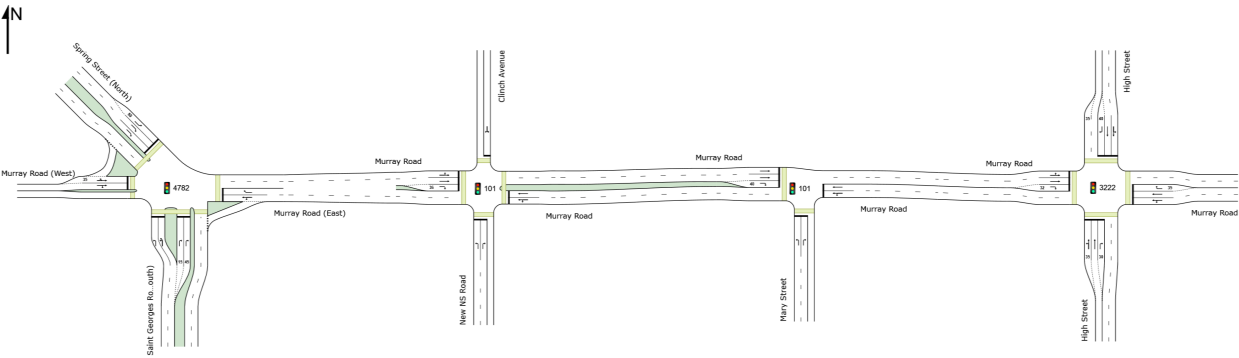 N
Spring Street (North)
Clinch Avenue
High Street
Murray Road
Murray Road
Murray Road
Murray Road (West)
4782
101
101
3222
Murray Road (East)
Murray Road
Murray Road
Murray Road
New NS Road
Mary Street
Saint Georges Ro..outh)
High Street